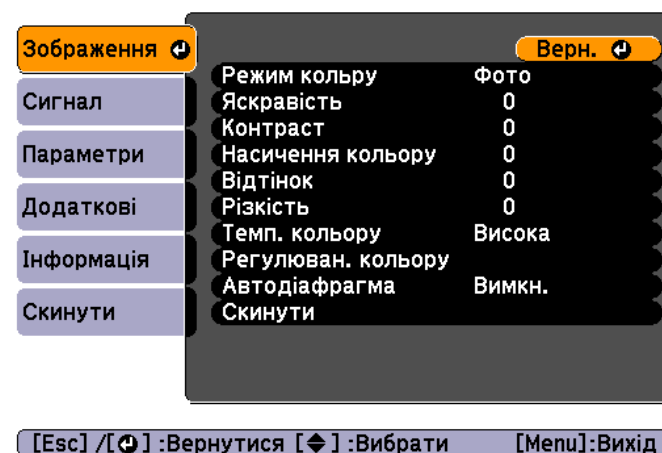 Зображення
Верн.
Режим кольру Фото
Яскравість 0
Сигнал
Контраст 0
Параметри
Насичення кольору 0
Відтінок 0
Додаткові
Різкість 0
Темп. кольору Висока
Інформація
Регулюван. кольору
Автодіафрагма Вимкн.
Скинути
Скинути
[Esc] /[ ] :Вернутися [ ] :Вибрати [Menu]:Вихід